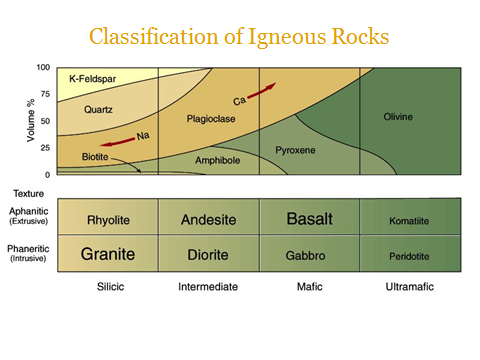 Classification of Igneous Rocks
Volume %
100
75
50
25
0
K-Feldspar
Quartz
Plagioclase
Ca
Na
Biotite
Amphibole
Pyroxene
Olivine
Texture
Aphanitic
(Extrusive)
Rhyolite Andesite Basalt Komatiite
Phaneritic
(Intrusive)
Granite Diorite Gabbro Peridotite
Silicic Intermediate Mafic Ultramafic